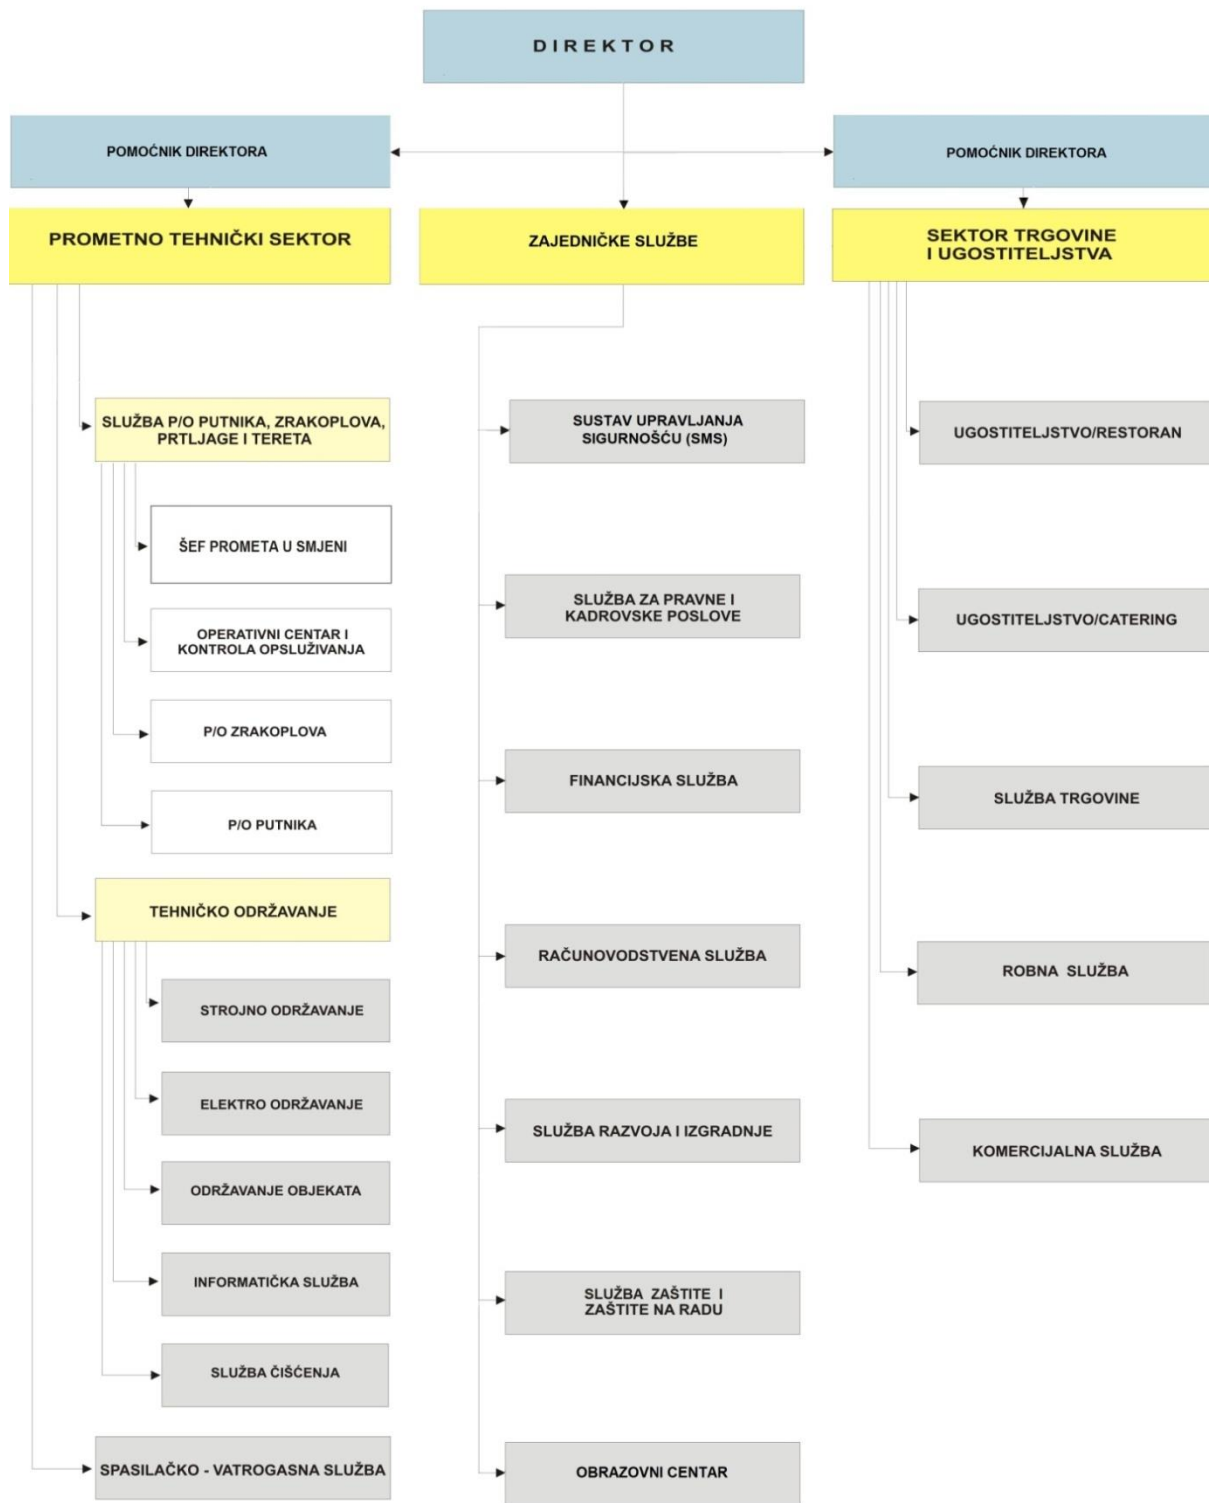 DIREKTOR
POMOĆNIK DIREKTORA
POMOĆNIK DIREKTORA
PROMETNO TEHNIČKI SEKTOR
SLUŽBA P/O PUTNIKA, ZRAKOPLOVA,
PRTLJAGE I TERETA
ŠEF PROMETA U SMJENI
OPERATIVNI CENTAR I
KONTROLA OPSLUŽIVANJA
P/O ZRAKOPLOVA
P/O PUTNIKA
TEHNIČKO ODRŽAVANJE
STROJNO ODRŽAVANJE
ELEKTRO ODRŽAVANJE
ODRŽAVANJE OBJEKATA
INFORMATIČKA SLUŽBA
SLUŽBA ČIŠĆENJA
SPASILAČKO - VATROGASNA SLUŽBA
ZAJEDNIČKE SLUŽBE
SUSTAV UPRAVLJANJA
SIGURNOŠĆU (SMS)
SLUŽBA ZA PRAVNE I
KADROVSKE POSLOVE
FINANCIJSKA SLUŽBA
RAČUNOVODSTVENA SLUŽBA
SLUŽBA RAZVOJA I IZGRADNJE
SLUŽBA ZAŠTITE I
ZAŠTITE NA RADU
OBRAZOVNI CENTAR
SEKTOR TRGOVINE
I UGOSTITELJSTVA
UGOSTITELJSTVO/RESTORAN
UGOSTITELJSTVO/CATERING
SLUŽBA TRGOVINE
ROBNA SLUŽBA
KOMERCIJALNA SLUŽBA